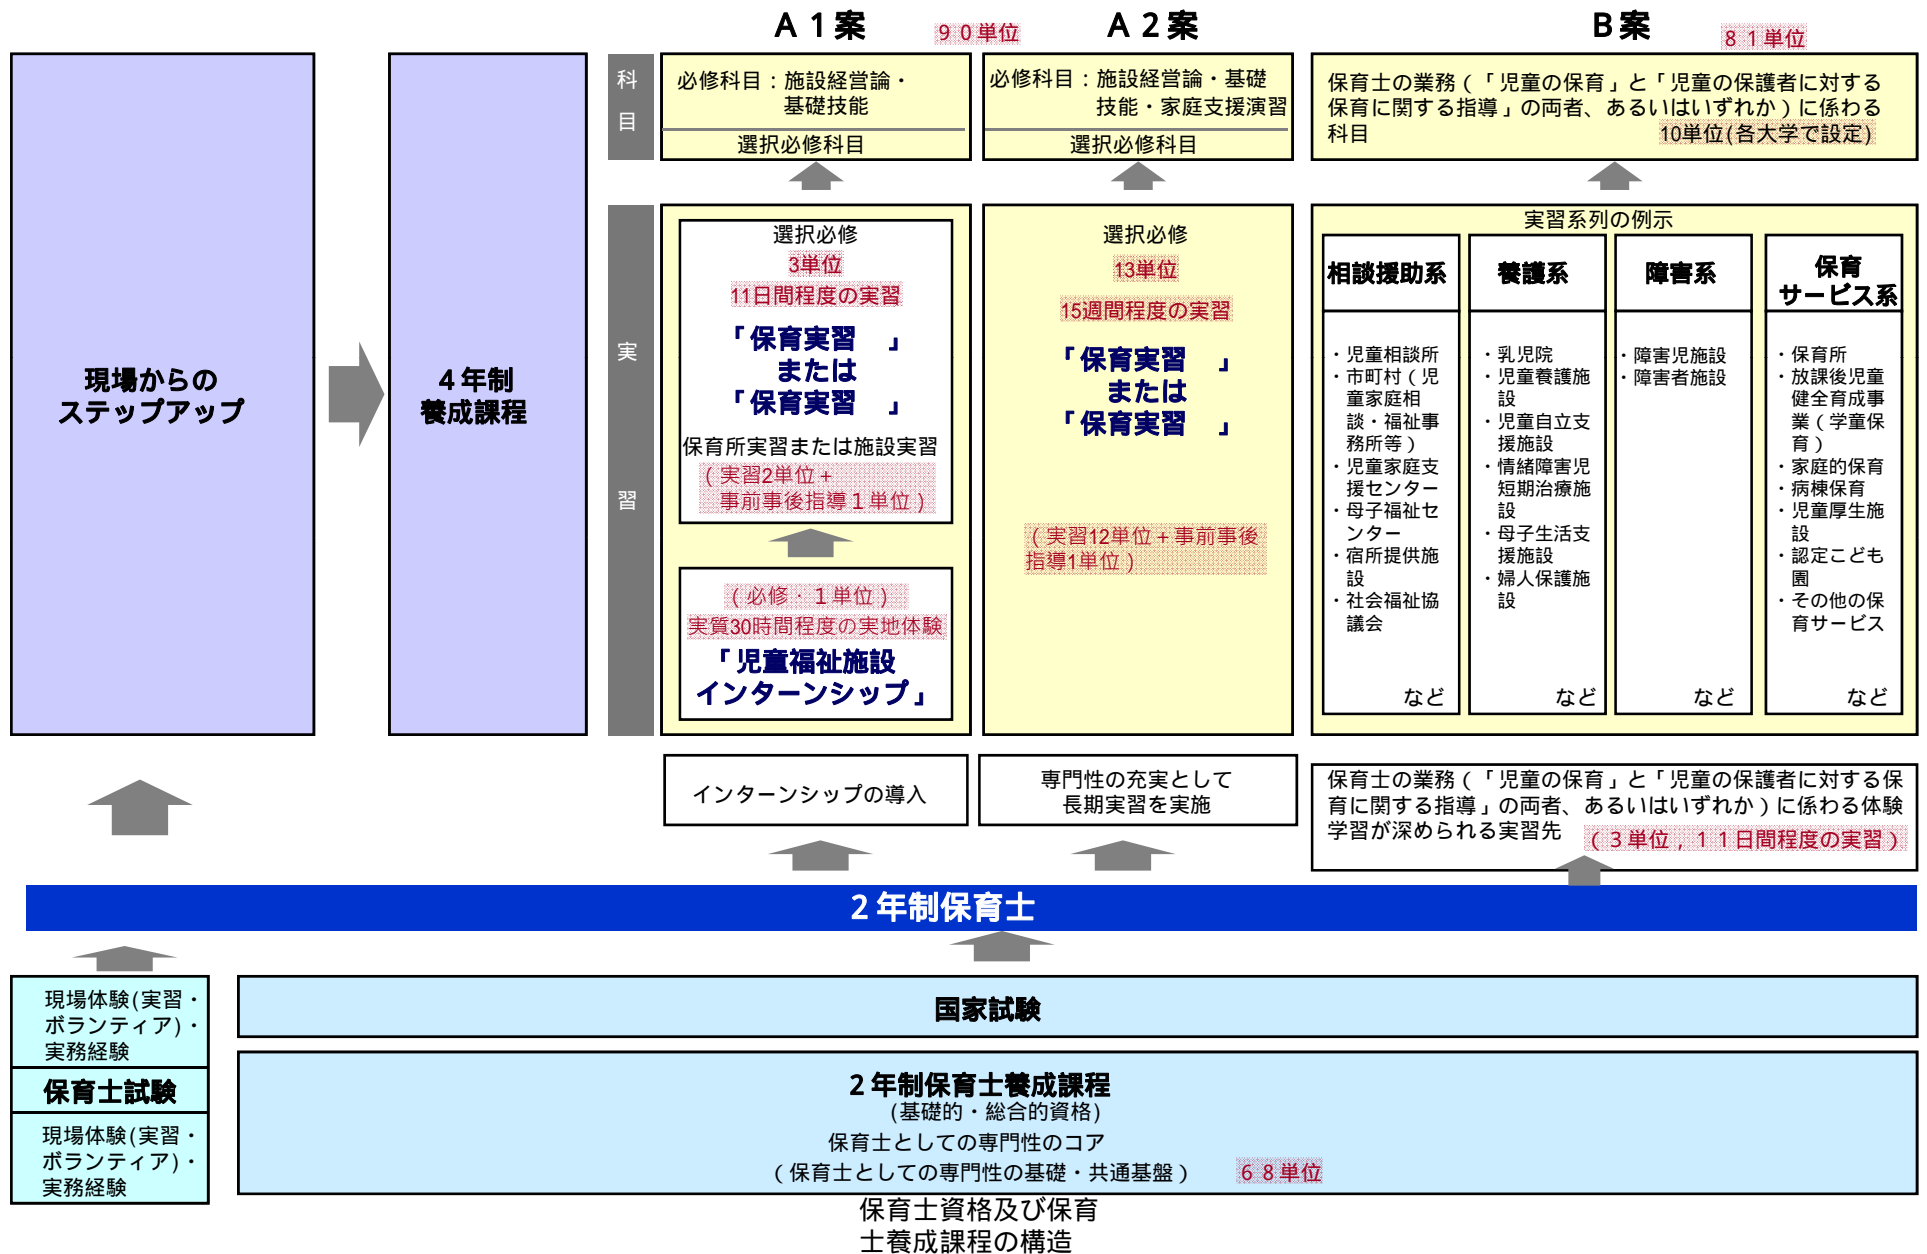 Ａ１案
９０単位
Ａ２案
Ｂ案
８１単位
現場からの
ステップアップ
４年制
養成課程
科
目
必修科目：施設経営論・
基礎技能
選択必修科目
必修科目：施設経営論・基礎
技能・家庭支援演習
選択必修科目
保育士の業務（「児童の保育」と「児童の保護者に対する
保育に関する指導」の両者、あるいはいずれか）に係わる
科目
10単位(各大学で設定)
実
習
選択必修
3単位
11日間程度の実習
「保育実習　」
または
「保育実習　」
保育所実習または施設実習
（実習2単位＋
事前事後指導１単位）
（必修・１単位）
実質30時間程度の実地体験
「児童福祉施設
インターンシップ」
選択必修
13単位
15週間程度の実習
「保育実習　」
または
「保育実習　」
（実習12単位＋事前事後
指導1単位）
実習系列の例示
相談援助系
・児童相談所
・市町村（児
童家庭相
談・福祉事
務所等）
・児童家庭支
援センター
・母子福祉セ
ンター
・宿所提供施
設
・社会福祉協
議会
など
養護系
・乳児院
・児童養護施
設
・児童自立支
援施設
・情緒障害児
短期治療施
設
・母子生活支
援施設
・婦人保護施
設
など
障害系
・障害児施設
・障害者施設
など
保育
サービス系
・保育所
・放課後児童
健全育成事
業（学童保
育）
・家庭的保育
・病棟保育
・児童厚生施
設
・認定こども
園
・その他の保
育サービス
など
インターンシップの導入
専門性の充実として
長期実習を実施
保育士の業務（「児童の保育」と「児童の保護者に対する保
育に関する指導」の両者、あるいはいずれか）に係わる体験
学習が深められる実習先
（３単位，１１日間程度の実習）
２年制保育士
現場体験(実習・
ボランティア)・
実務経験
保育士試験
現場体験(実習・
ボランティア)・
実務経験
国家試験
２年制保育士養成課程
(基礎的・総合的資格)
保育士としての専門性のコア
（保育士としての専門性の基礎・共通基盤）
６８単位
保育士資格及び保育
士養成課程の構造